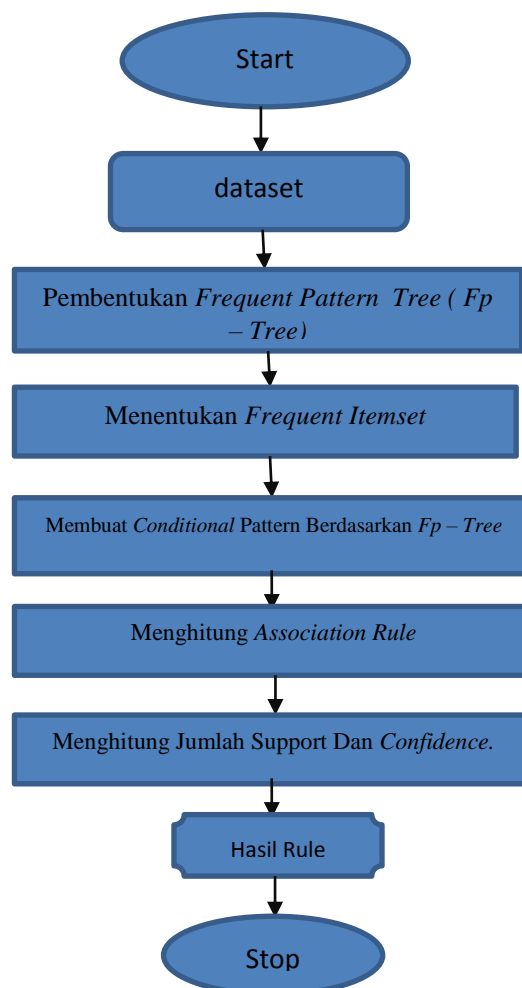 Start
dataset
Pembentukan Frequent Pattern Tree ( Fp
– Tree)
Menentukan Frequent Itemset
Membuat Conditional Pattern Berdasarkan Fp – Tree
Menghitung Association Rule
Menghitung Jumlah Support Dan Confidence.
Hasil Rule
Stop